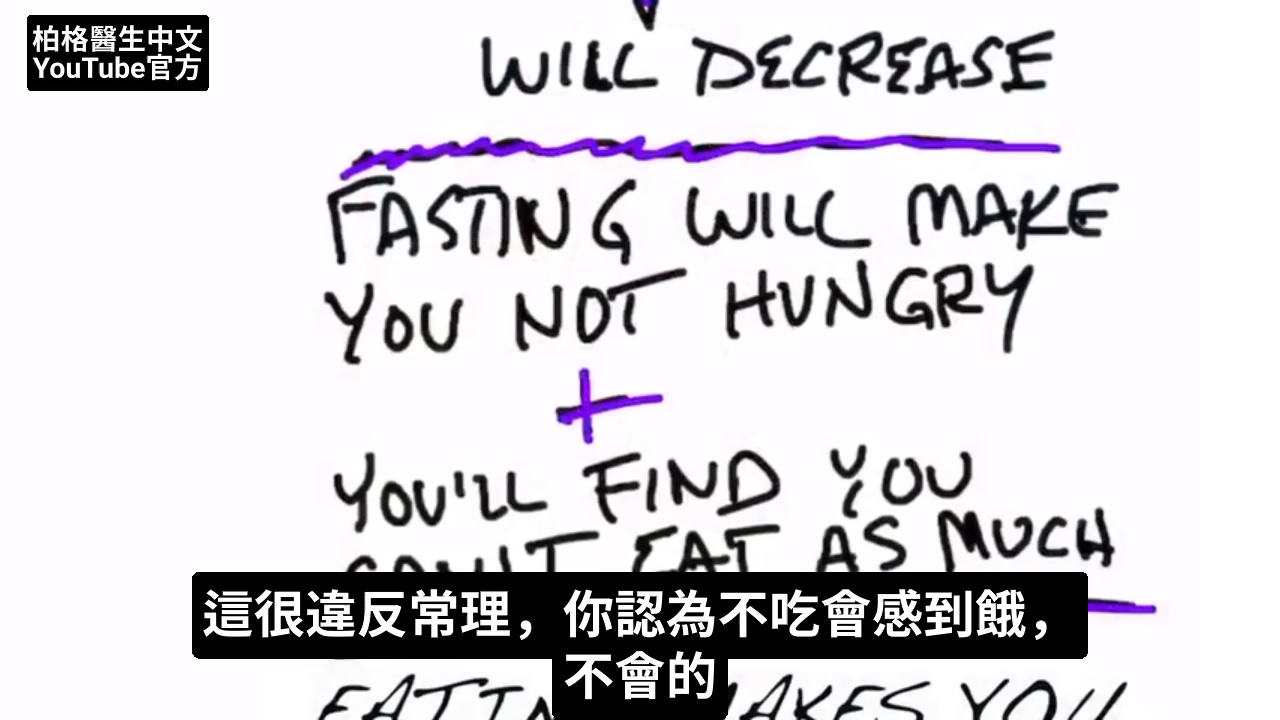 柏格醫生中文
YouTube官方
WILL DECREASE
FASTING WILL MAKE
YOU NOT HUNGRY
+
YOU'LL FIND YOU
CAN'T EAT AS MUCH
這很違反常理，你認為不吃會感到餓，
不會的
YOU